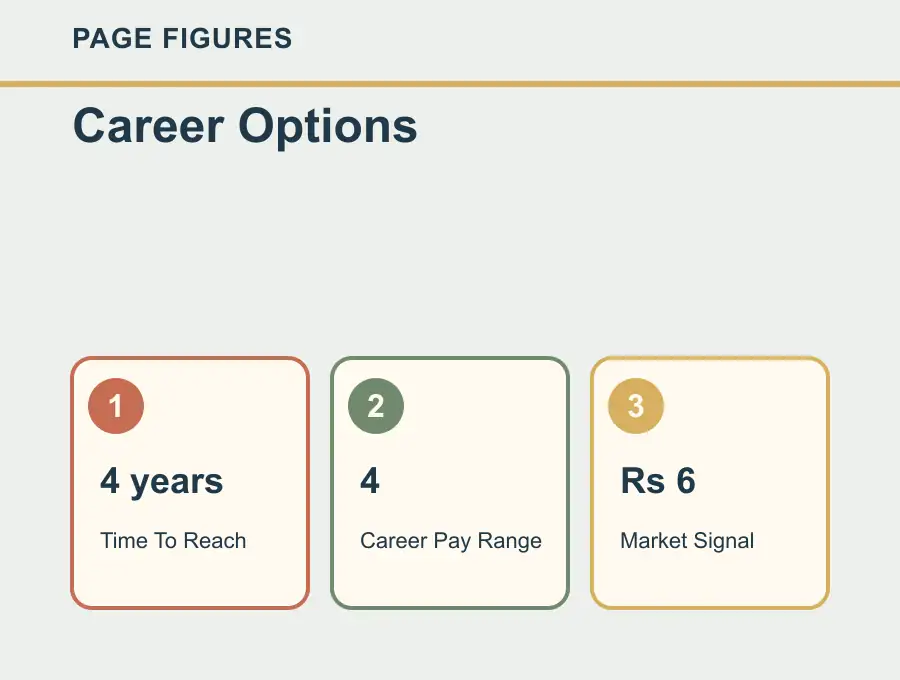 PAGE FIGURES
Career Options
1
4 years
Time To Reach
2
4
Career Pay Range
3
Rs 6
Market Signal